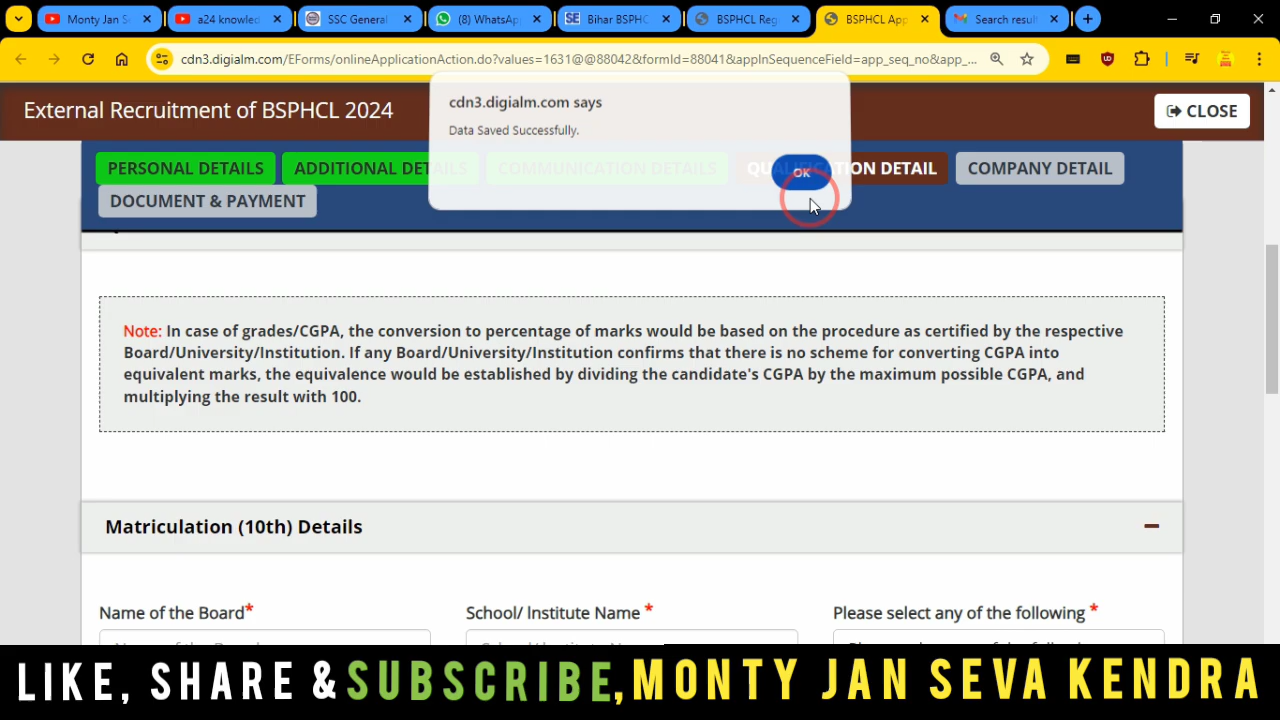 Monty Jan S
a24 knowled
SSC General
(8) WhatsAp
Bihar BSPHC
BSPHCL Reg
BSPHCL App
Search result
cdn3.digialm.com/EForms/onlineApplicationAction.do?values=1631@@88042&formId=88041&appInSequenceField=app_seq_no&app_...
External Recruitment of BSPHCL 2024
CLOSE
cdn3.digialm.com says
Data Saved Successfully.
OK
PERSONAL DETAILS
ADDITIONAL DETAILS
COMMUNICATION DETAILS
QUALIFICATION DETAIL
COMPANY DETAIL
DOCUMENT & PAYMENT
Note: In case of grades/CGPA, the conversion to percentage of marks would be based on the procedure as certified by the respective
Board/University/Institution. If any Board/University/Institution confirms that there is no scheme for converting CGPA into
equivalent marks, the equivalence would be established by dividing the candidate's CGPA by the maximum possible CGPA, and
multiplying the result with 100.
Matriculation (10th) Details
Name of the Board*
School/ Institute Name *
Please select any of the following *
LIKE, SHARE & SUBSCRIBE, MONTY JAN SEVA KENDRA